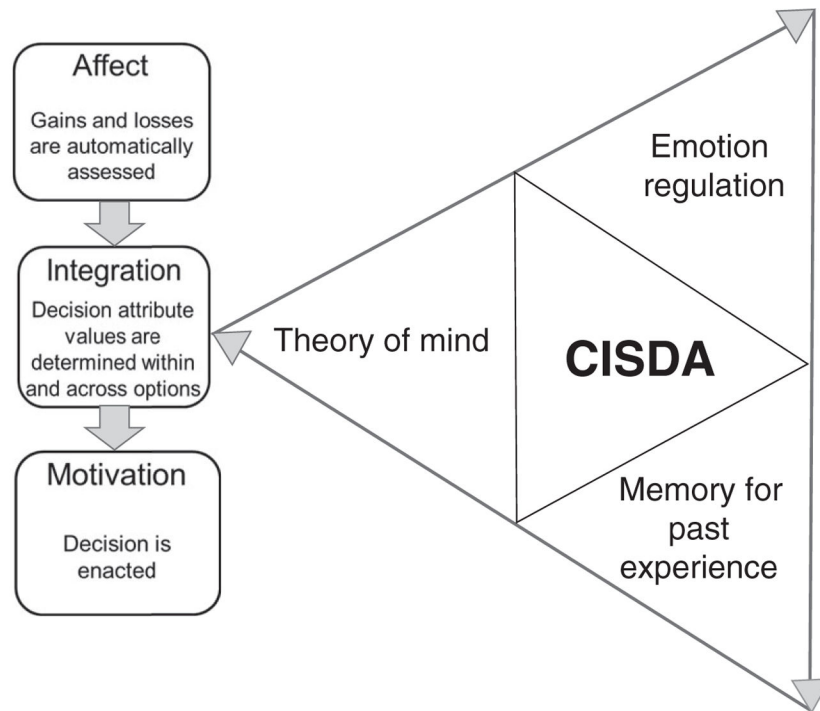 Affect
Gains and losses
are automatically
assessed
Integration
Decision attribute
values are
determined within
and across options
Motivation
Decision is
enacted
Theory of mind
Emotion
regulation
CISDA
Memory for
past
experience